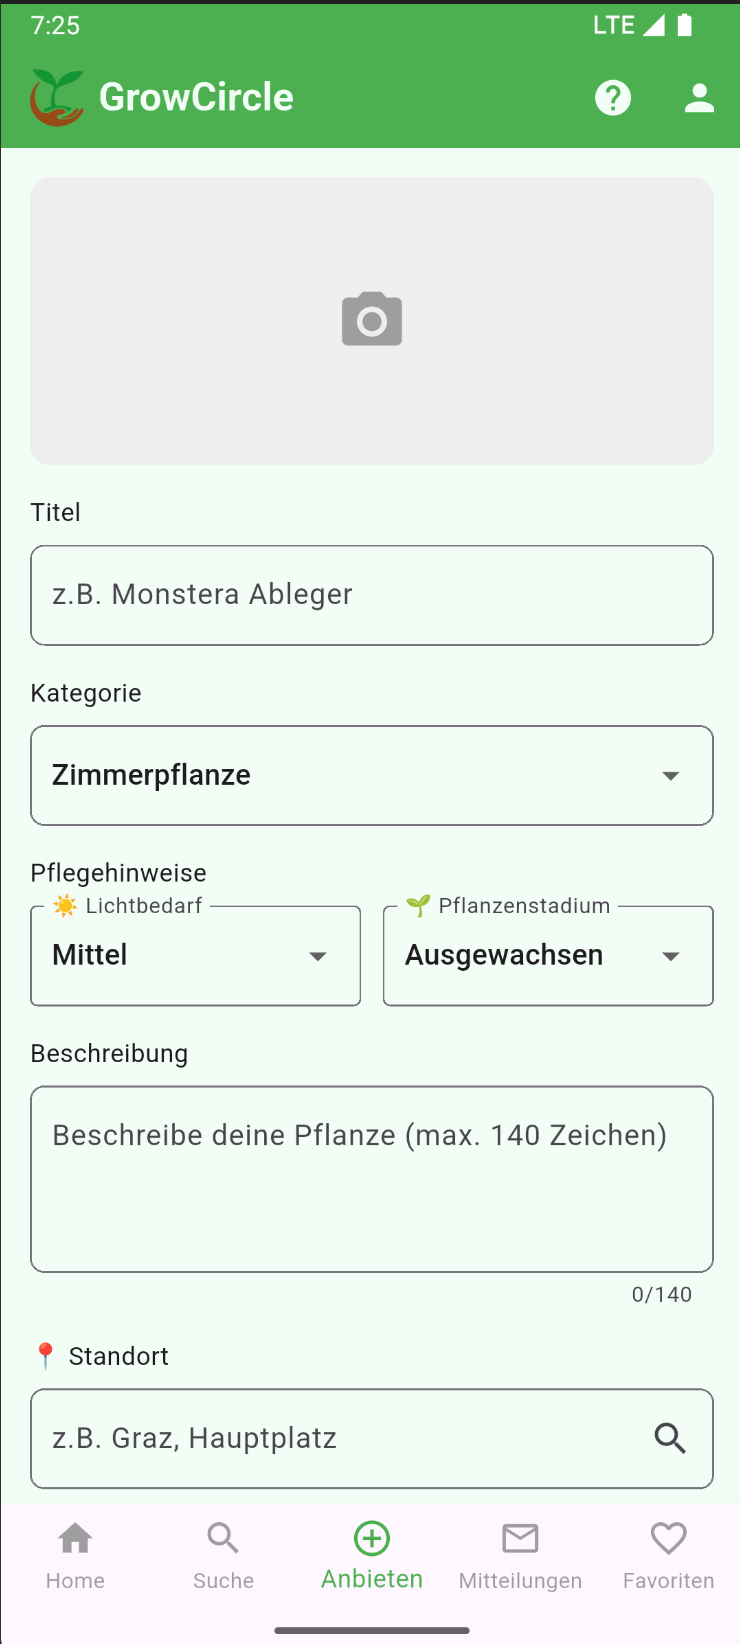 7:25 LTE
GrowCircle ?
Titel
z.B. Monstera Ableger
Kategorie
Zimmerpflanze
Pflegehinweise
Lichtbedarf Pflanzenstadium
Mittel Ausgewachsen
Beschreibung
Beschreibe deine Pflanze (max. 140 Zeichen)
0/140
Standort
z.B. Graz, Hauptplatz
Home Suche Anbieten Mitteilungen Favoriten